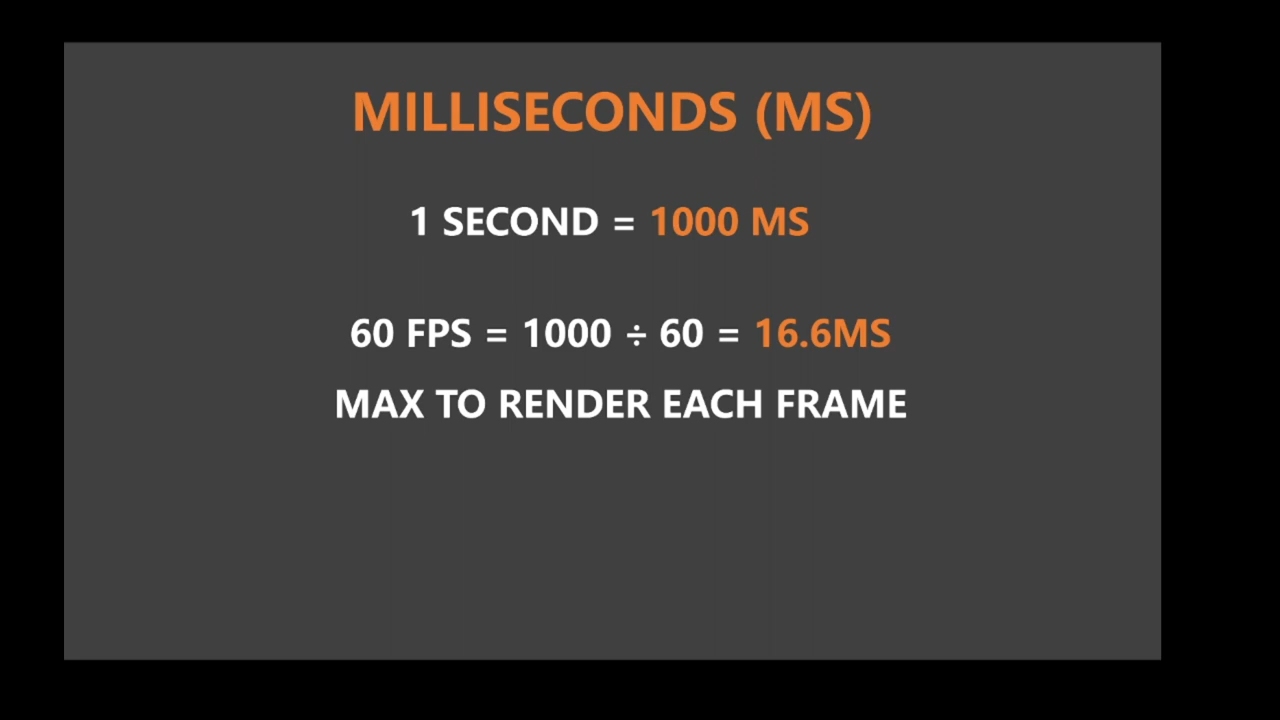 MILLISECONDS (MS)
1 SECOND = 1000 MS
60 FPS = 1000 ÷ 60 = 16.6MS
MAX TO RENDER EACH FRAME